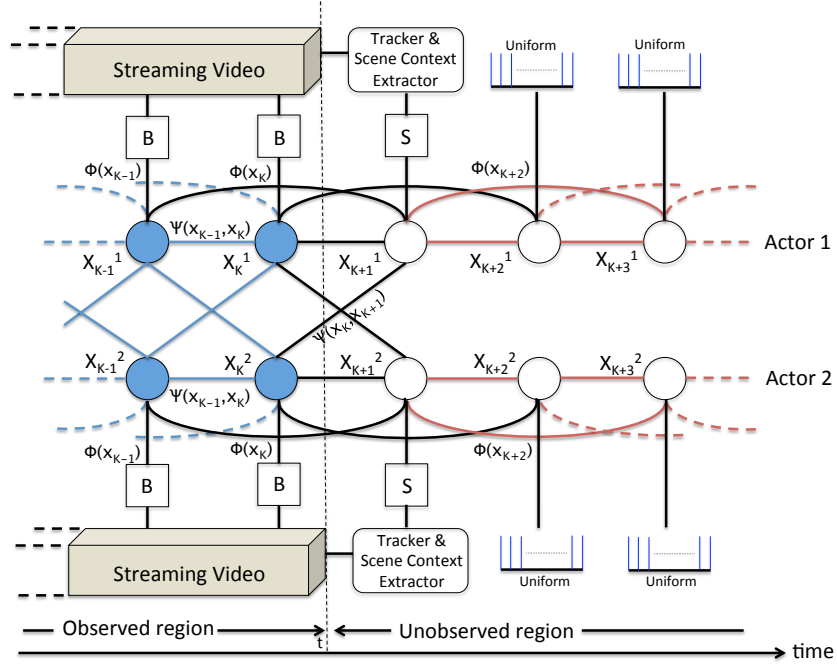 Streaming Video
Tracker &
Scene Context
Extractor
Uniform
Uniform
B
B
S
Φ(x_{K-1})
Φ(x_K)
Φ(x_{K+2})
Ψ(x_{K-1},x_K)
Actor 1
X_{K-1}^1
X_K^1
X_{K+1}^1
X_{K+2}^1
X_{K+3}^1
Ψ(x_K,x_{K+1})
X_{K-1}^2
X_K^2
X_{K+1}^2
X_{K+2}^2
X_{K+3}^2
Actor 2
Ψ(x_{K-1},x_K)
Φ(x_{K-1})
Φ(x_K)
Φ(x_{K+2})
B
B
S
Streaming Video
Tracker &
Scene Context
Extractor
Uniform
Uniform
Observed region
t
Unobserved region
time